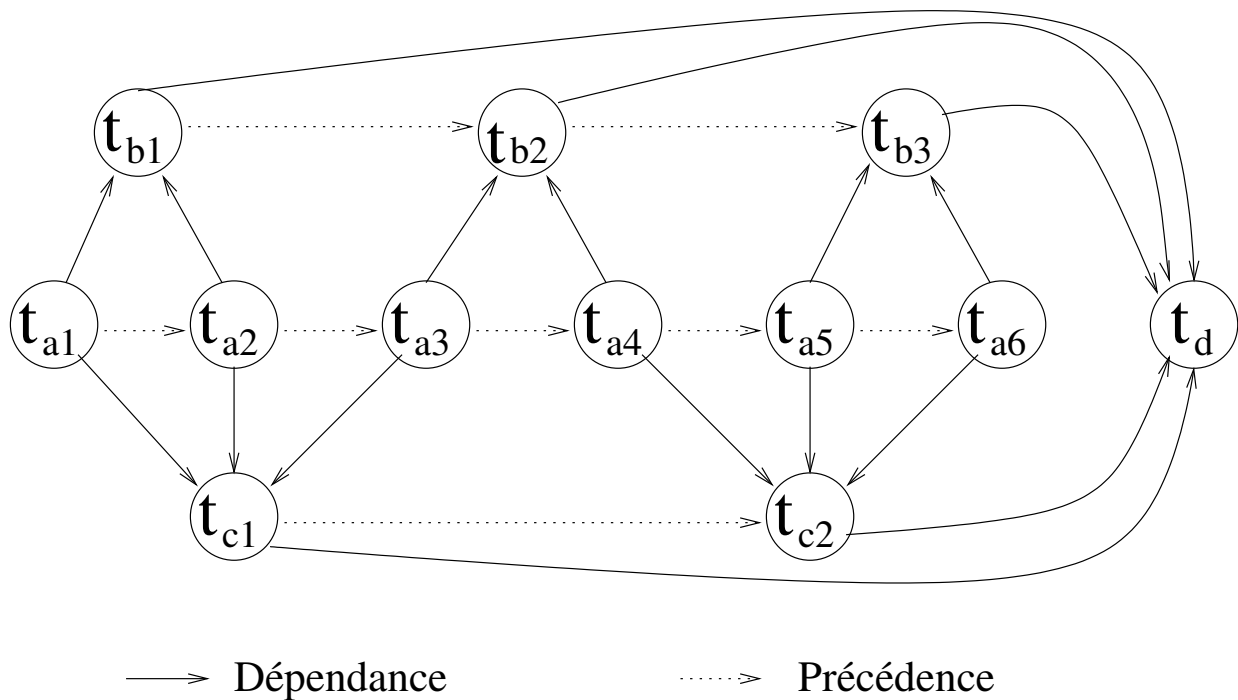 tb1
tb2
tb3
ta1
ta2
ta3
ta4
ta5
ta6
td
tc1
tc2
Dépendance
Précédence